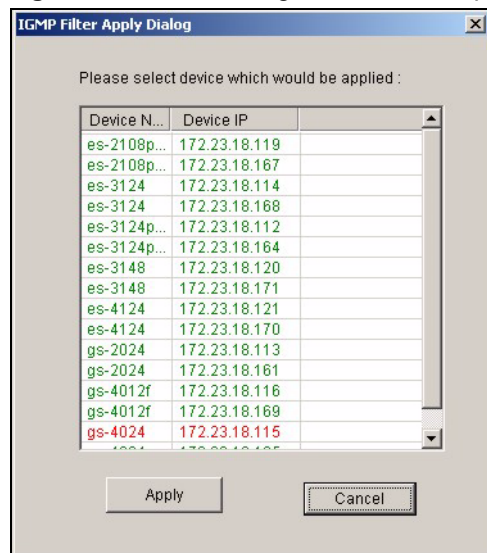 IGMP Filter Apply Dialog
Please select device which would be applied :
Device N... Device IP
es-2108p... 172.23.18.119
es-2108p... 172.23.18.167
es-3124 172.23.18.114
es-3124 172.23.18.168
es-3124p... 172.23.18.112
es-3124p... 172.23.18.164
es-3148 172.23.18.120
es-3148 172.23.18.171
es-4124 172.23.18.121
es-4124 172.23.18.170
gs-2024 172.23.18.113
gs-2024 172.23.18.161
gs-4012f 172.23.18.116
gs-4012f 172.23.18.169
gs-4024 172.23.18.115
Apply Cancel